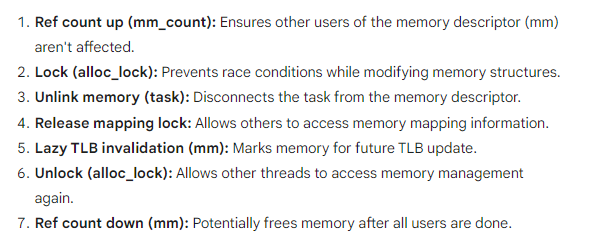 1. Ref count up (mm_count): Ensures other users of the memory descriptor (mm)
aren't affected.
2. Lock (alloc_lock): Prevents race conditions while modifying memory structures.
3. Unlink memory (task): Disconnects the task from the memory descriptor.
4. Release mapping lock: Allows others to access memory mapping information.
5. Lazy TLB invalidation (mm): Marks memory for future TLB update.
6. Unlock (alloc_lock): Allows other threads to access memory management
again.
7. Ref count down (mm): Potentially frees memory after all users are done.